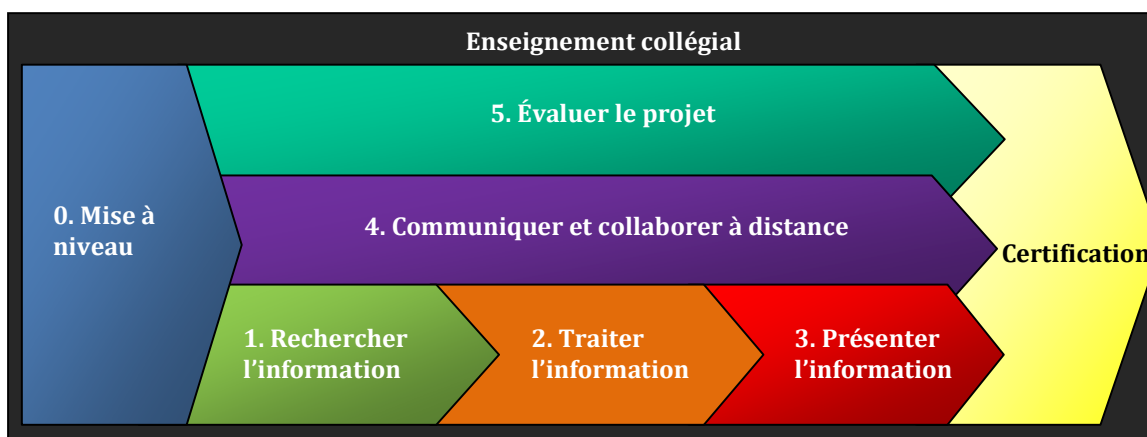 Enseignement collégial
5. Évaluer le projet
0. Mise à
niveau
4. Communiquer et collaborer à distance
Certification
1. Rechercher
l’information
2. Traiter
l’information
3. Présenter
l’information